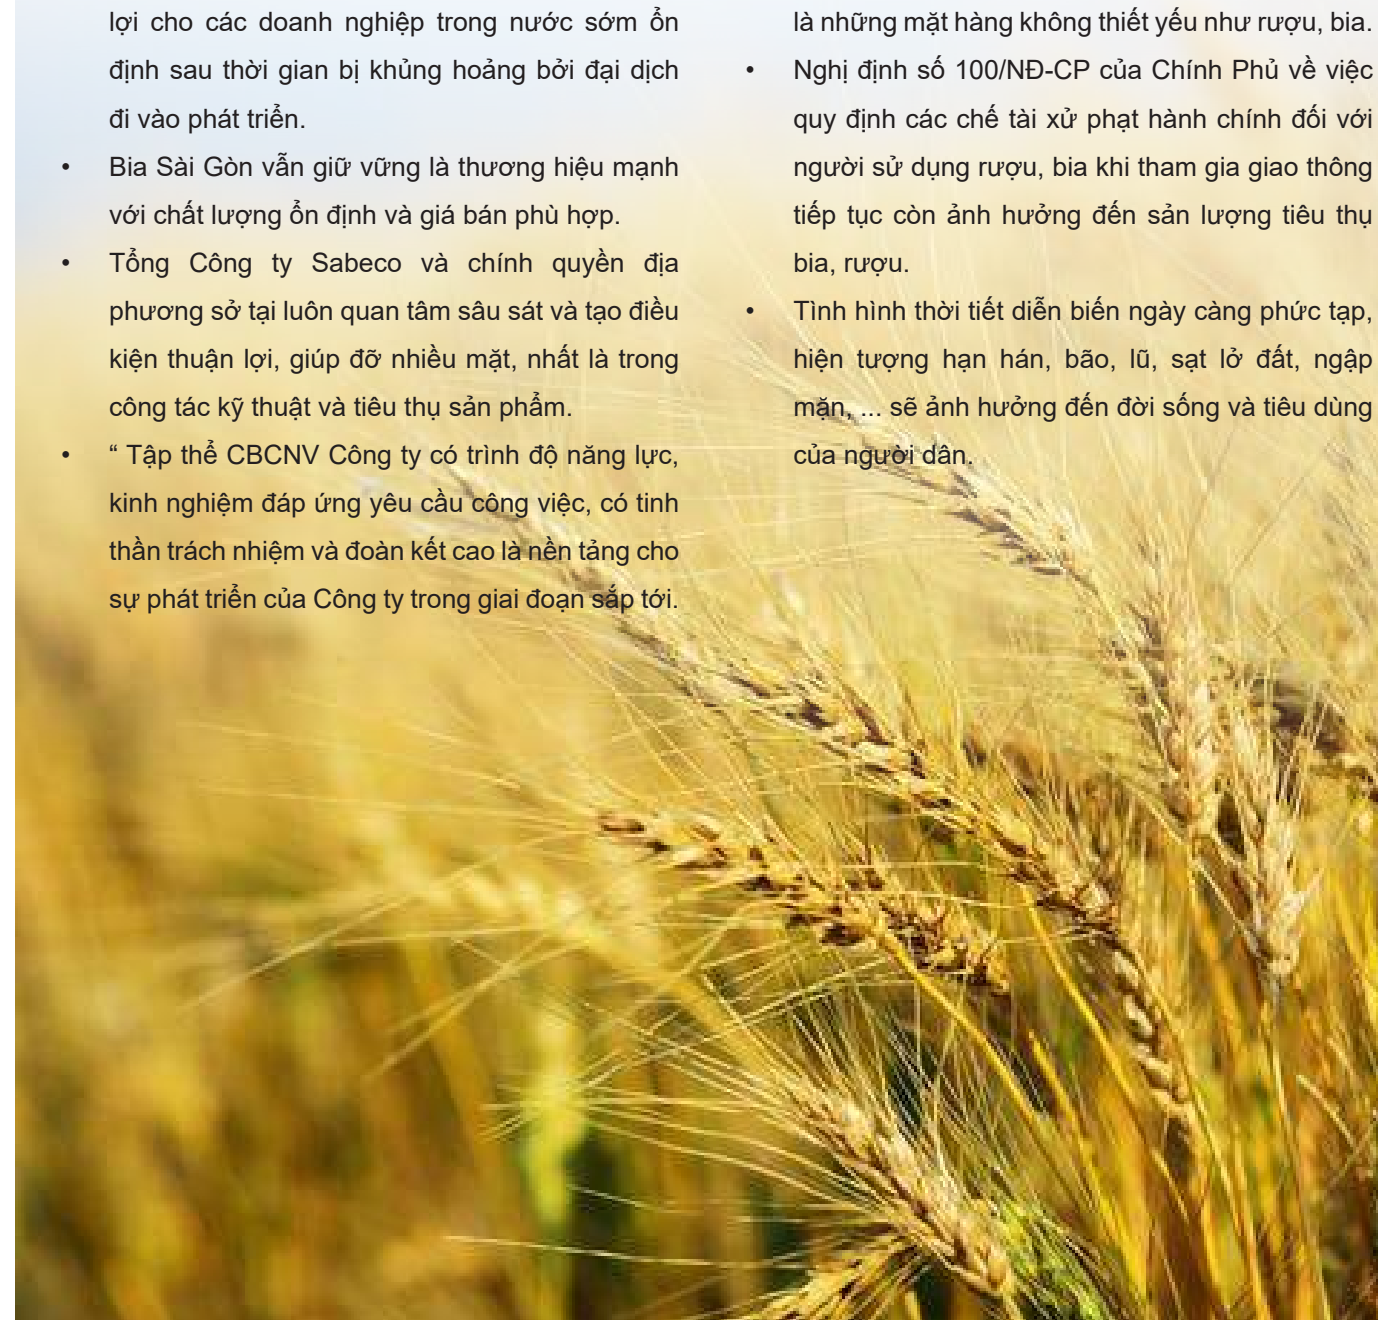 lợi cho các doanh nghiệp trong nước sớm ổn
định sau thời gian bị khủng hoảng bởi đại dịch
đi vào phát triển.
• Bia Sài Gòn vẫn giữ vững là thương hiệu mạnh
với chất lượng ổn định và giá bán phù hợp.
• Tổng Công ty Sabeco và chính quyền địa
phương sở tại luôn quan tâm sâu sát và tạo điều
kiện thuận lợi, giúp đỡ nhiều mặt, nhất là trong
công tác kỹ thuật và tiêu thụ sản phẩm.
• “ Tập thể CBCNV Công ty có trình độ năng lực,
kinh nghiệm đáp ứng yêu cầu công việc, có tinh
thần trách nhiệm và đoàn kết cao là nền tảng cho
sự phát triển của Công ty trong giai đoạn sắp tới.
là những mặt hàng không thiết yếu như rượu, bia.
• Nghị định số 100/NĐ-CP của Chính Phủ về việc
quy định các chế tài xử phạt hành chính đối với
người sử dụng rượu, bia khi tham gia giao thông
tiếp tục còn ảnh hưởng đến sản lượng tiêu thụ
bia, rượu.
• Tình hình thời tiết diễn biến ngày càng phức tạp,
hiện tượng hạn hán, bão, lũ, sạt lở đất, ngập
mặn, ... sẽ ảnh hưởng đến đời sống và tiêu dùng
của người dân.